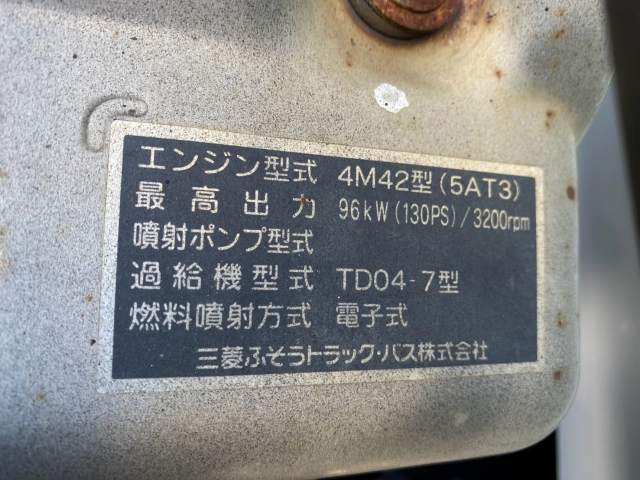 エンジン型式 4M42型(5AT3)
最高出力 96kW(130PS)/3200rpm
噴射ポンプ型式
過給機型式 TD04-7型
燃料噴射方式 電子式
三菱ふそうトラック・バス株式会社